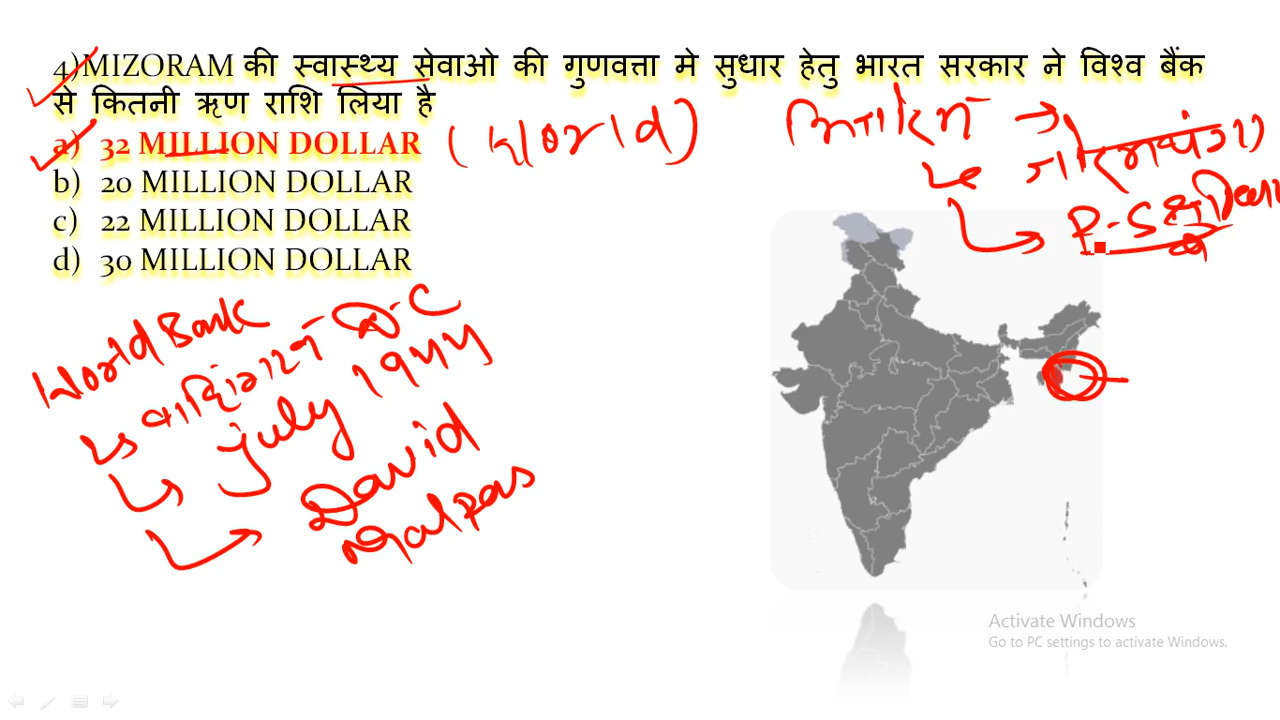 4)MIZORAM की स्वास्थ्य सेवाओ की गुणवत्ता मे सुधार हेतु भारत सरकार ने विश्व बैंक
से कितनी ऋण राशि लिया है
a) 32 MILLION DOLLAR (World)
b) 20 MILLION DOLLAR
c) 22 MILLION DOLLAR
d) 30 MILLION DOLLAR
World Bank
वाशिंगटन D.C
July 1944
David
Malpass
Activate Windows
Go to PC settings to activate Windows.